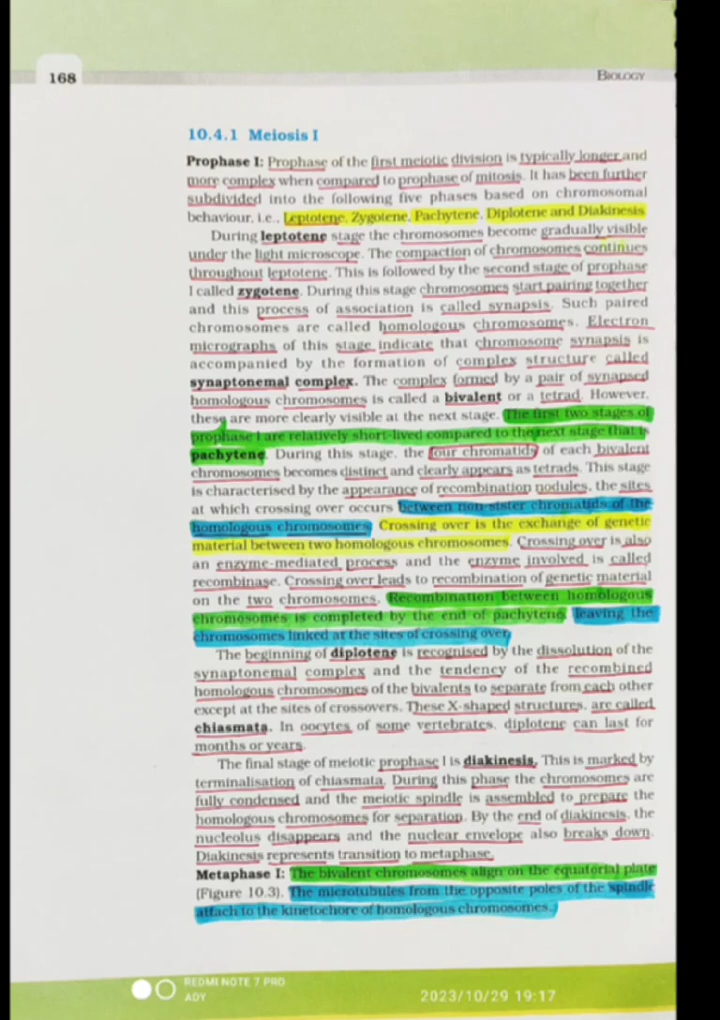 168
BIOLOGY
10.4.1 Meiosis I
Prophase I: Prophase of the first meiotic division is typically longer and
more complex when compared to prophase of mitosis. It has been further
subdivided into the following five phases based on chromosomal
behaviour, i.e., Leptotene, Zygotene, Pachytene, Diplotene and Diakinesis.
During leptotene stage the chromosomes become gradually visible
under the light microscope. The compaction of chromosomes continues
throughout leptotene. This is followed by the second stage of prophase
I called zygotene. During this stage chromosomes start pairing together
and this process of association is called synapsis. Such paired
chromosomes are called homologous chromosomes. Electron
micrographs of this stage indicate that chromosome synapsis is
accompanied by the formation of complex structure called
synaptonemal complex. The complex formed by a pair of synapsed
homologous chromosomes is called a bivalent or a tetrad. However,
these are more clearly visible at the next stage. The first two stages of
prophase I are relatively short-lived compared to the next stage that is
pachytene. During this stage, the four chromatids of each bivalent
chromosomes becomes distinct and clearly appears as tetrads. This stage
is characterised by the appearance of recombination nodules, the sites
at which crossing over occurs between non-sister chromatids of the
homologous chromosomes. Crossing over is the exchange of genetic
material between two homologous chromosomes. Crossing over is also
an enzyme-mediated process and the enzyme involved is called
recombinase. Crossing over leads to recombination of genetic material
on the two chromosomes. Recombination between homologous
chromosomes is completed by the end of pachytene, leaving the
chromosomes linked at the sites of crossing over.
The beginning of diplotene is recognised by the dissolution of the
synaptonemal complex and the tendency of the recombined
homologous chromosomes of the bivalents to separate from each other
except at the sites of crossovers. These X-shaped structures, are called
chiasmata. In oocytes of some vertebrates, diplotene can last for
months or years.
The final stage of meiotic prophase I is diakinesis. This is marked by
terminalisation of chiasmata. During this phase the chromosomes are
fully condensed and the meiotic spindle is assembled to prepare the
homologous chromosomes for separation. By the end of diakinesis, the
nucleolus disappears and the nuclear envelope also breaks down.
Diakinesis represents transition to metaphase.
Metaphase I: The bivalent chromosomes align on the equatorial plate
(Figure 10.3). The microtubules from the opposite poles of the spindle
attach to the kinetochore of homologous chromosomes.
REDMI NOTE 7 PRO
ADY
2023/10/29 19:17